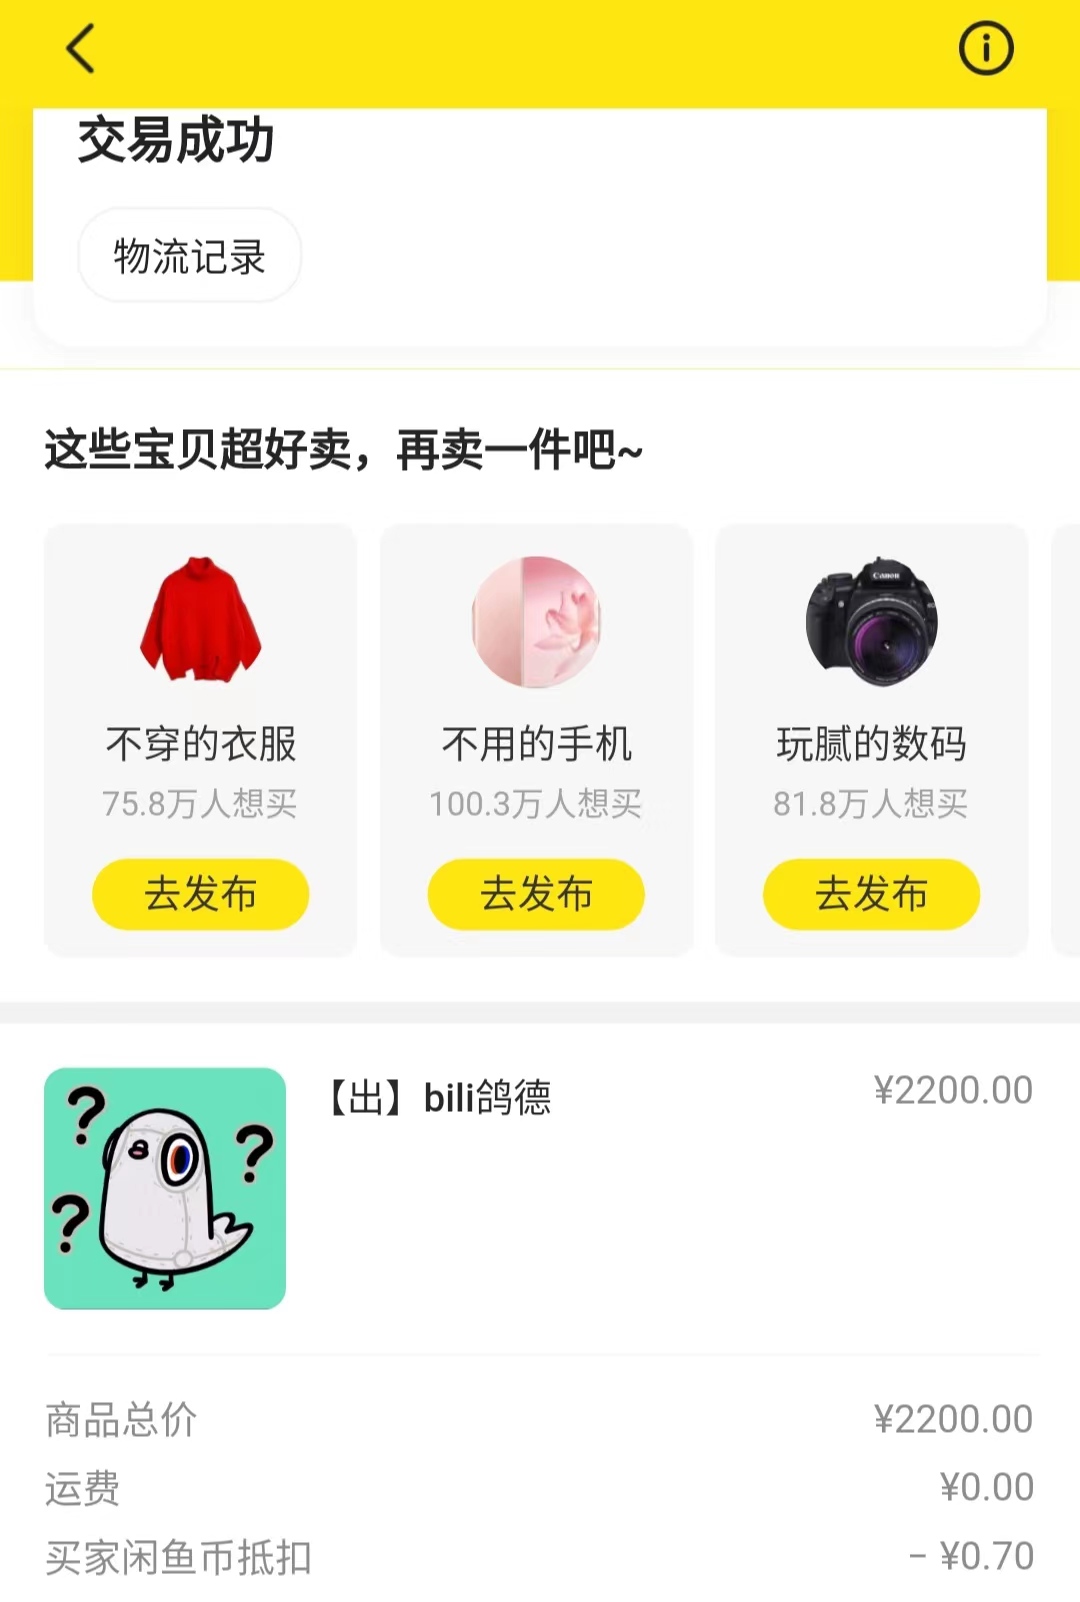 交易成功
物流记录
这些宝贝超好卖，再卖一件吧~
Canon
不穿的衣服 不用的手机 玩腻的数码
75.8万人想买 100.3万人想买 81.8万人想买
去发布 去发布 去发布
? ? ?
【出】bili鸽德 ¥2200.00
商品总价 ¥2200.00
运费 ¥0.00
买家闲鱼币抵扣 - ¥0.70